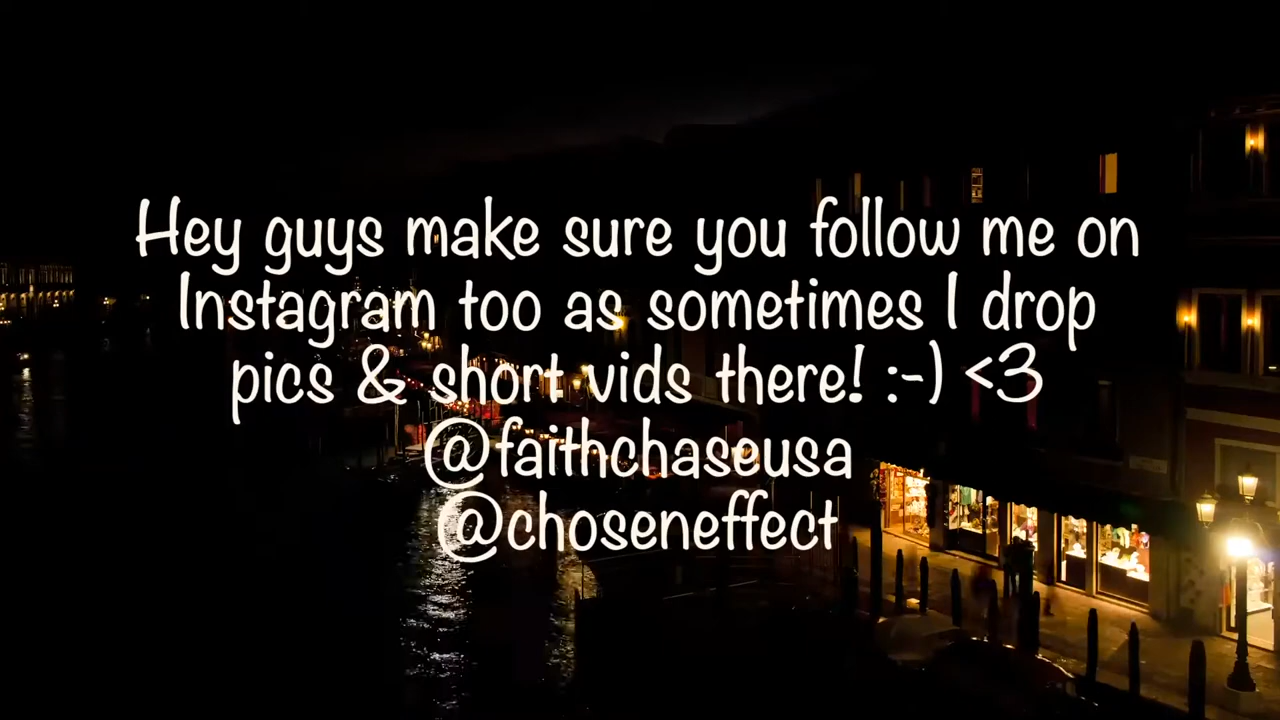 Hey guys make sure you follow me on
Instagram too as sometimes I drop
pics & short vids there! :-) <3
@faithchaseusa
@choseneffect